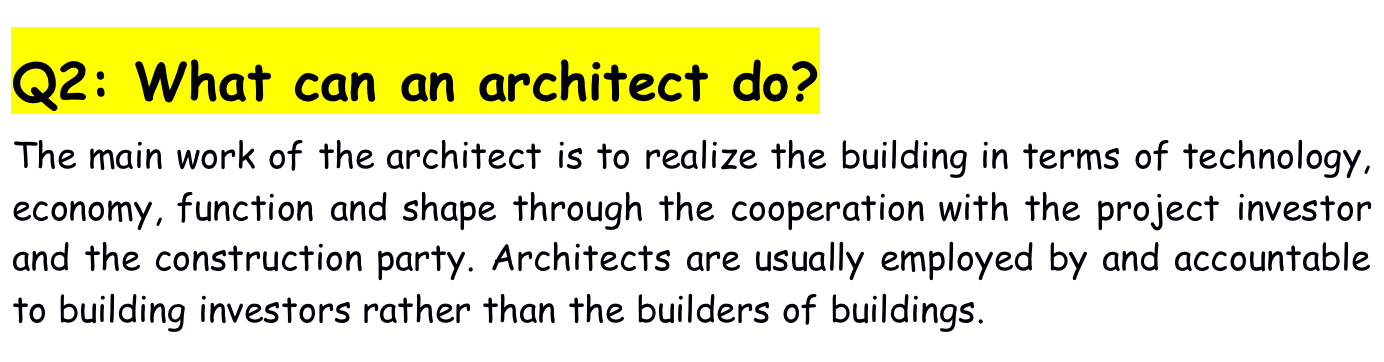 Q2: What can an architect do?
The main work of the architect is to realize the building in terms of technology,
economy, function and shape through the cooperation with the project investor
and the construction party. Architects are usually employed by and accountable
to building investors rather than the builders of buildings.